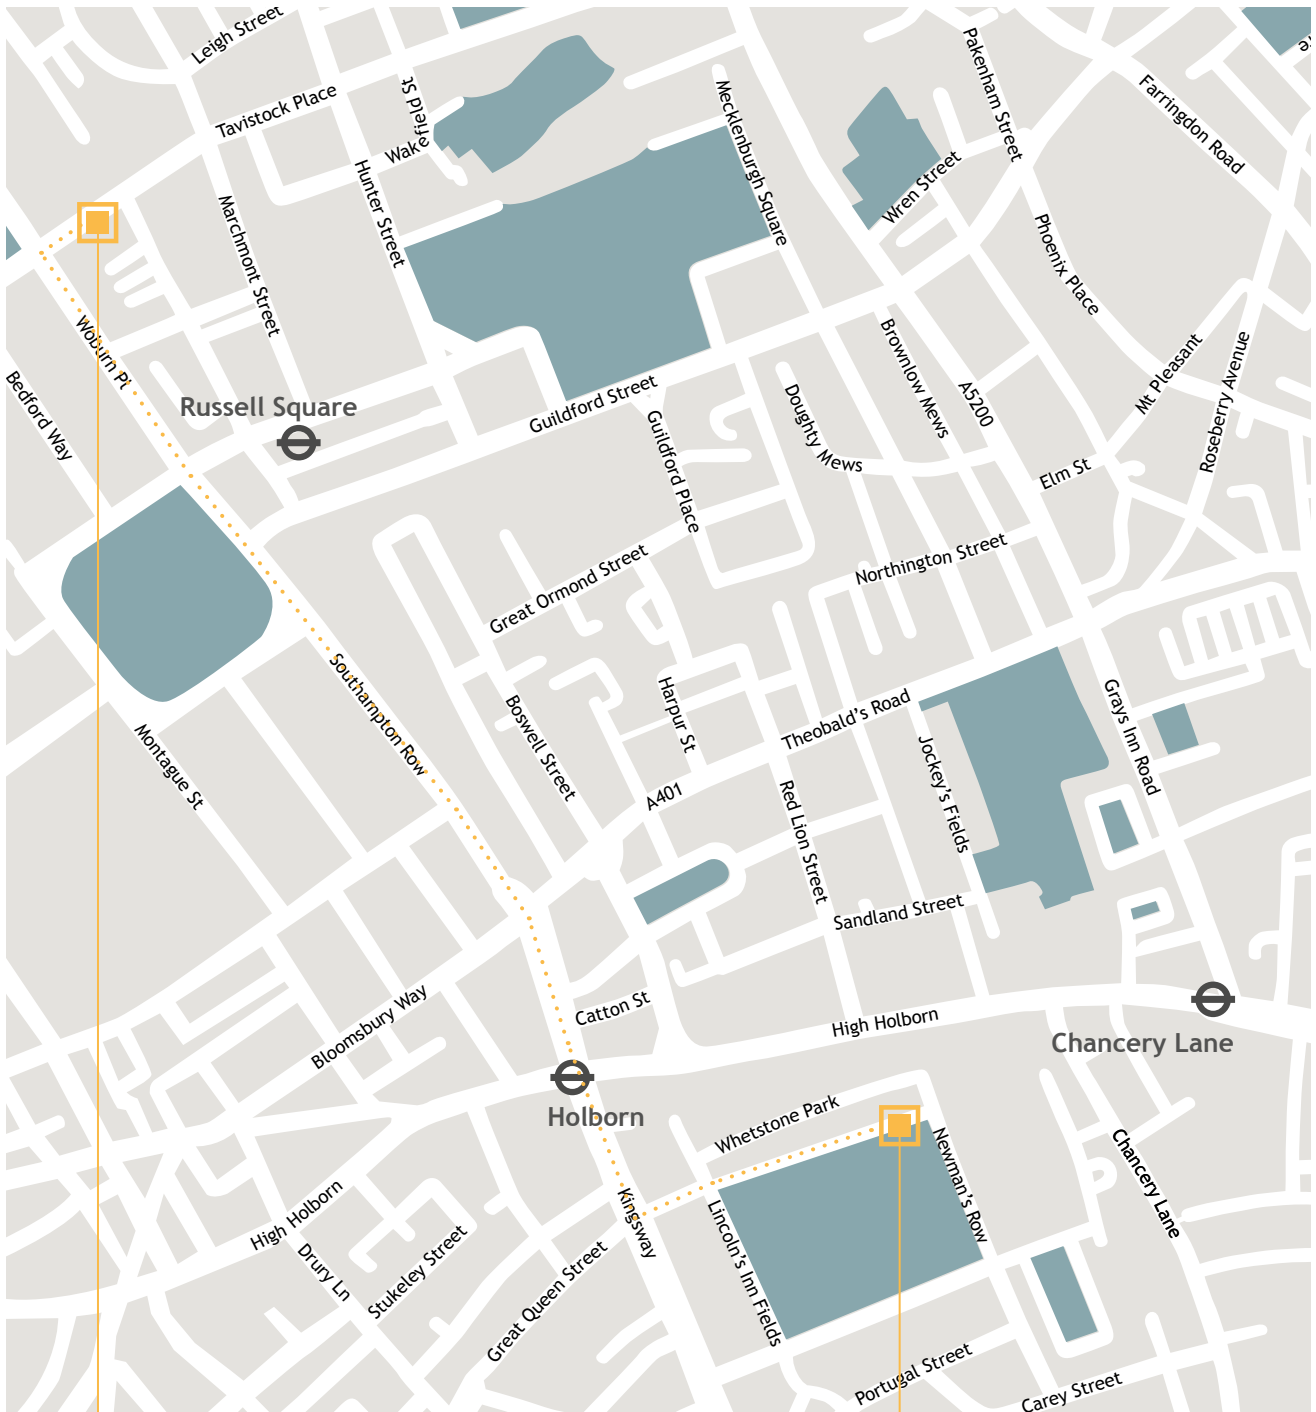 Leigh Street
Tavistock Place
Wakefield St
Hunter Street
Marchmont Street
Mecklenburgh Square
Pakenham Street
Farringdon Road
Wren Street
Phoenix Place
Mt Pleasant
Roseberry Avenue
Woburn Pl
Bedford Way
Russell Square
Guildford Street
Guildford Place
Doughty Mews
Brownlow Mews
A5200
Elm St
Northington Street
Great Ormond Street
Southampton Row
Boswell Street
Harpur St
Theobald's Road
A401
Jockey's Fields
Grays Inn Road
Montague St
Red Lion Street
Sandland Street
Catton St
Bloomsbury Way
High Holborn
Chancery Lane
Holborn
Whetstone Park
Newman's Row
Chancery Lane
Kingsway
Lincoln's Inn Fields
High Holborn
Drury Ln
Stukeley Street
Great Queen Street
Portugal Street
Carey Street